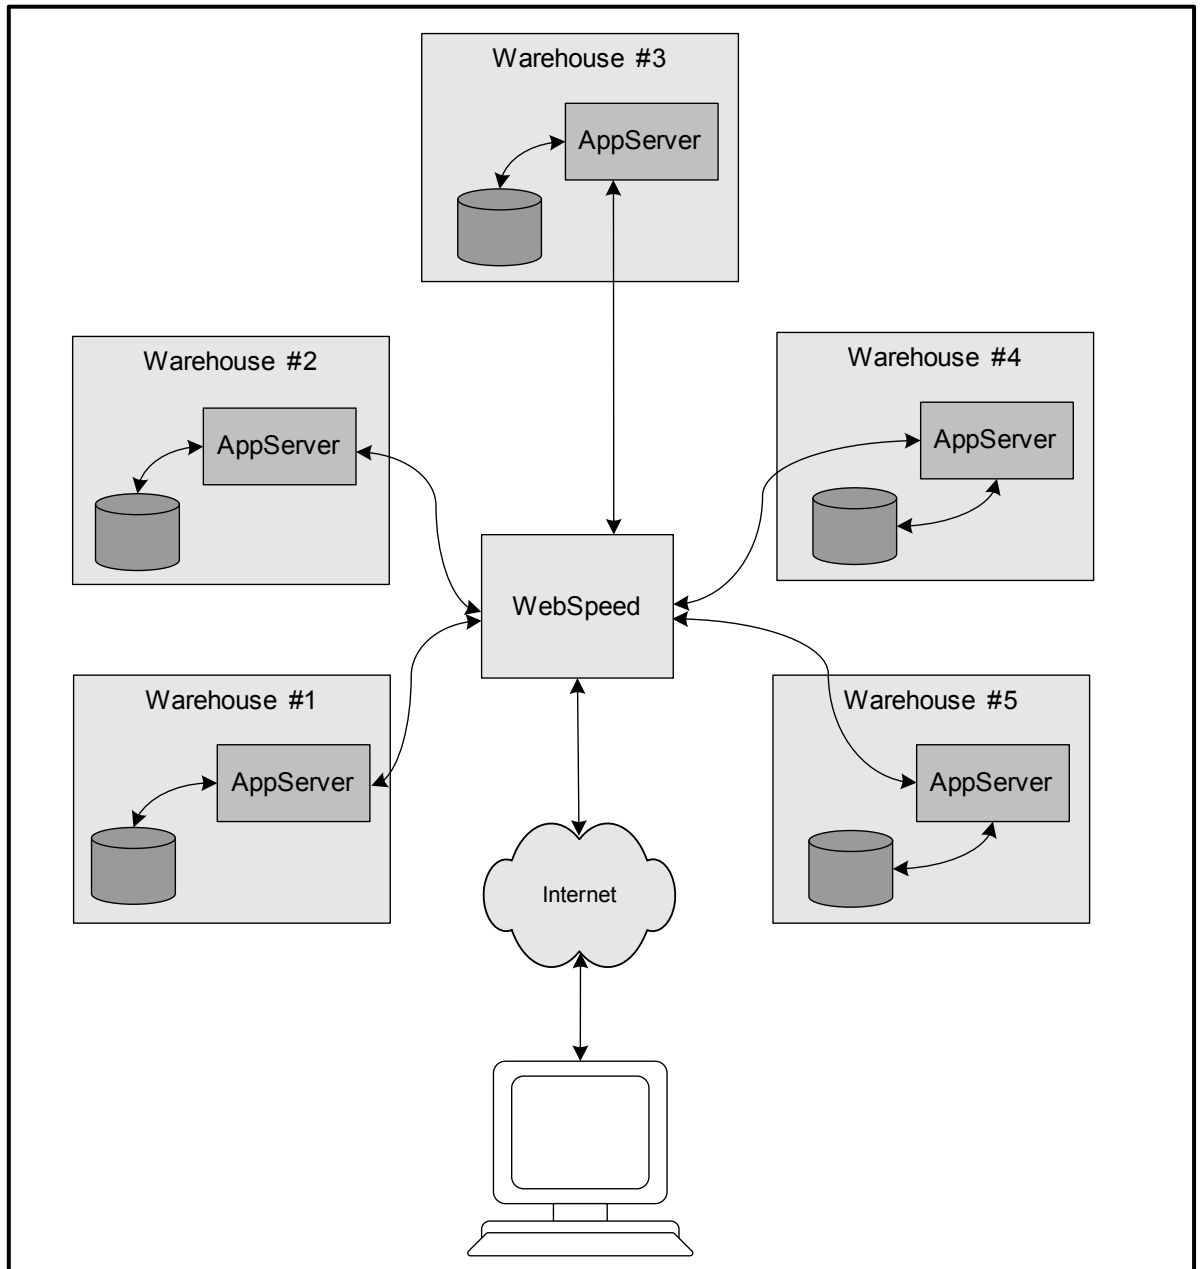 Warehouse #3
AppServer
Warehouse #2
AppServer
Warehouse #4
AppServer
WebSpeed
Warehouse #1
AppServer
Warehouse #5
AppServer
Internet